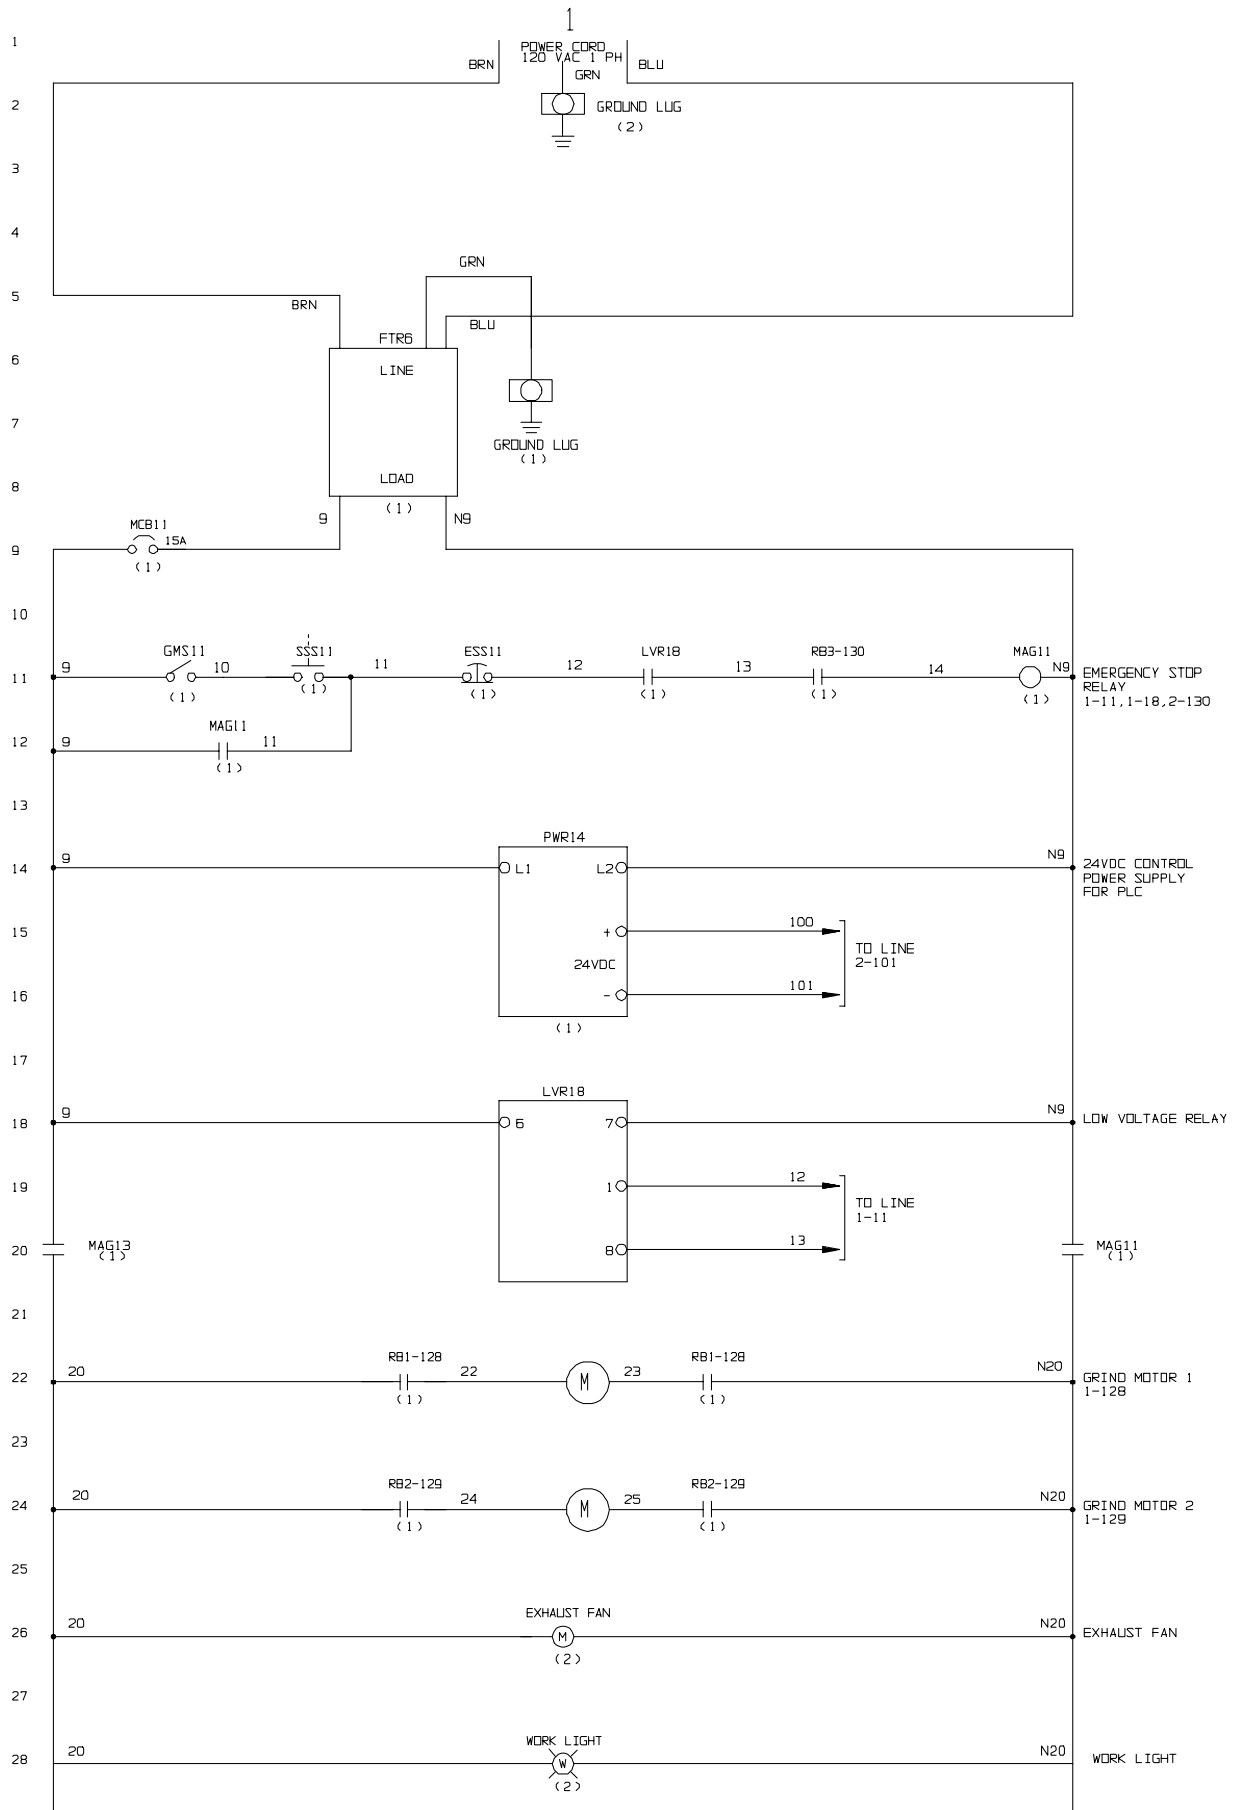 1
1
POWER CORD
120 VAC 1 PH
BRN
BLU
GRN
2
GROUND LUG
(2)
3
4
GRN
5
BRN
BLU
FTR6
6
LINE
7
GROUND LUG
(1)
8
LOAD
(1)
9
N9
MCB11
15A
9
(1)
10
GMS11
SSS11
ESS11
LVR18
RB3-130
MAG11
11
9
10
11
12
13
14
N9
EMERGENCY STOP
RELAY
1-11,1-18,2-130
(1)
(1)
(1)
(1)
(1)
(1)
MAG11
12
9
11
(1)
13
PWR14
14
9
L1
L2
N9
24VDC CONTROL
POWER SUPPLY
FOR PLC
15
+
100
TO LINE
2-101
24VDC
16
-
101
(1)
17
LVR18
18
9
6
7
N9
LOW VOLTAGE RELAY
19
1
12
TO LINE
1-11
20
MAG13
(1)
8
13
MAG11
(1)
21
RB1-128
RB1-128
22
20
22
M
23
N20
GRIND MOTOR 1
1-128
(1)
(1)
23
RB2-129
RB2-129
24
20
24
M
25
N20
GRIND MOTOR 2
1-129
(1)
(1)
25
EXHAUST FAN
26
20
M
N20
EXHAUST FAN
(2)
27
WORK LIGHT
28
20
W
N20
WORK LIGHT
(2)